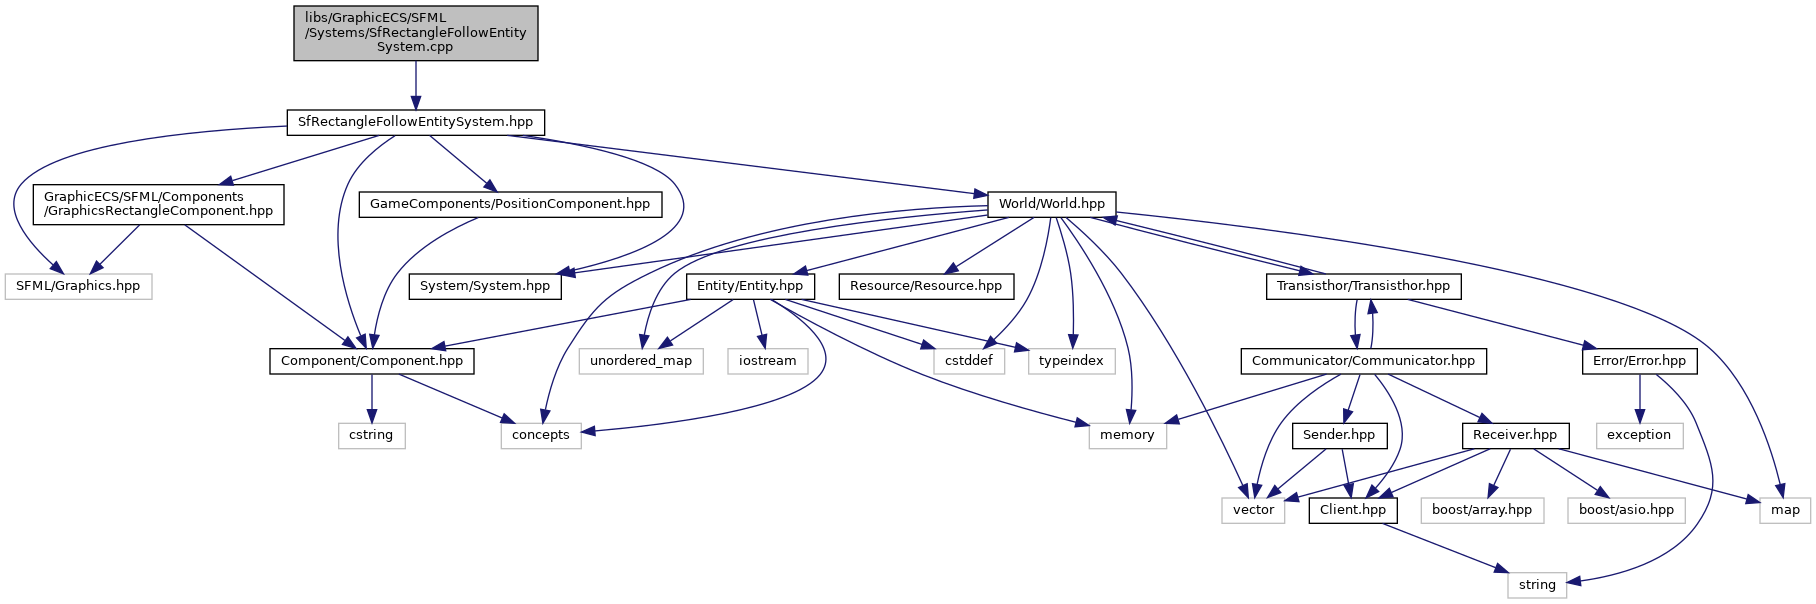 libs/GraphicECS/SFML
/Systems/SfRectangleFollowEntity
System.cpp
SfRectangleFollowEntitySystem.hpp
GraphicECS/SFML/Components
/GraphicsRectangleComponent.hpp
GameComponents/PositionComponent.hpp
World/World.hpp
SFML/Graphics.hpp
System/System.hpp
Entity/Entity.hpp
Resource/Resource.hpp
Transisthor/Transisthor.hpp
Component/Component.hpp
unordered_map
iostream
cstddef
typeindex
Communicator/Communicator.hpp
Error/Error.hpp
cstring
concepts
memory
Sender.hpp
Receiver.hpp
exception
vector
Client.hpp
boost/array.hpp
boost/asio.hpp
map
string